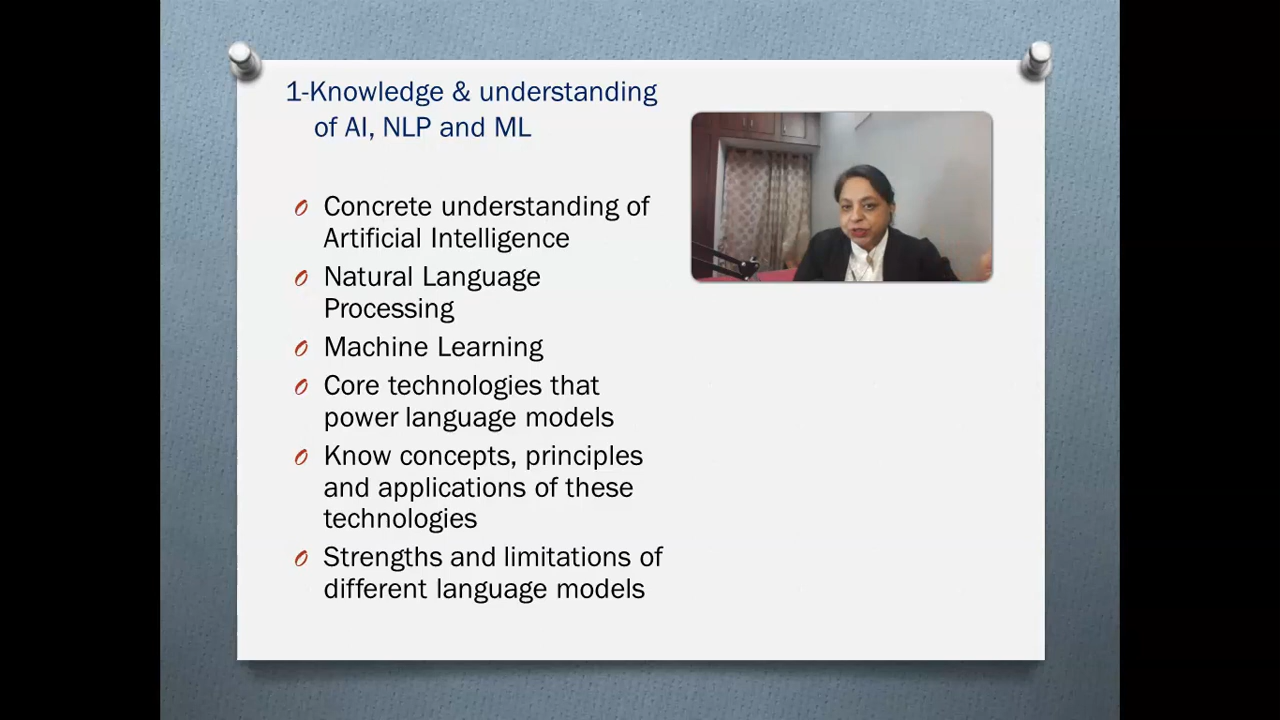 1-Knowledge & understanding
of AI, NLP and ML
Concrete understanding of
Artificial Intelligence
Natural Language
Processing
Machine Learning
Core technologies that
power language models
Know concepts, principles
and applications of these
technologies
Strengths and limitations of
different language models